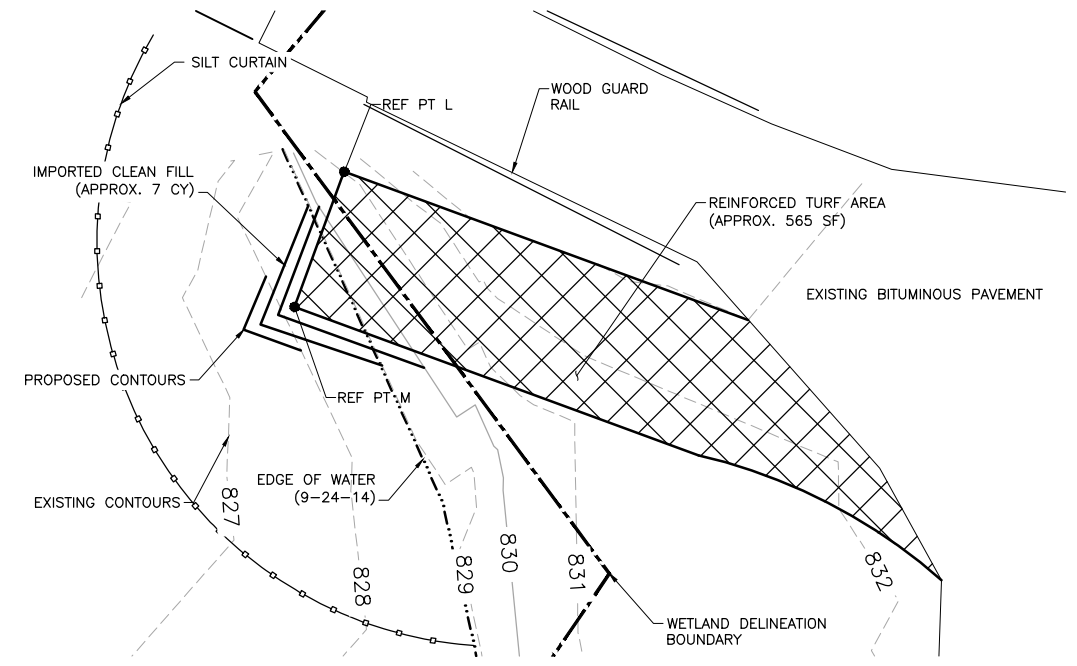 SILT CURTAIN
REF PT L
WOOD GUARD
RAIL
IMPORTED CLEAN FILL
(APPROX. 7 CY)
REINFORCED TURF AREA
(APPROX. 565 SF)
EXISTING BITUMINOUS PAVEMENT
PROPOSED CONTOURS
REF PT M
EDGE OF WATER
(9-24-14)
EXISTING CONTOURS
827
828
829
830
831
832
WETLAND DELINEATION
BOUNDARY